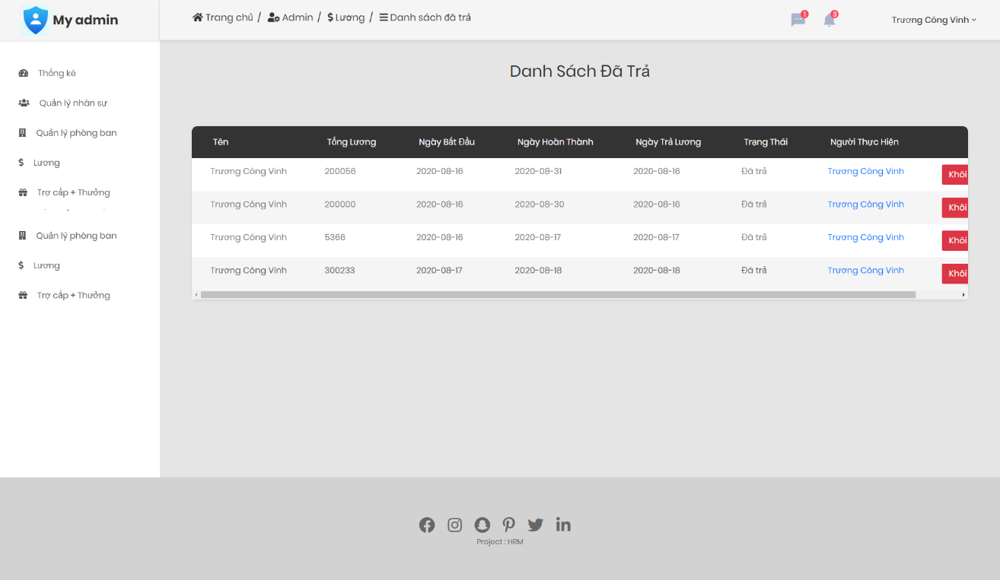 My admin
Trang chủ / Admin / Lương / Danh sách đã trả
1
3
Trương Công Vinh
Thống kê
Quản lý nhân sự
Quản lý phòng ban
Lương
Trợ cấp + Thưởng
Quản lý phòng ban
Lương
Trợ cấp + Thưởng
Danh Sách Đã Trả
Tên Tổng Lương Ngày Bắt Đầu Ngày Hoàn Thành Ngày Trả Lương Trạng Thái Người Thực Hiện
Trương Công Vinh 200056 2020-08-16 2020-08-31 2020-08-16 Đã trả Trương Công Vinh Khôi
Trương Công Vinh 200000 2020-08-16 2020-08-30 2020-08-16 Đã trả Trương Công Vinh Khôi
Trương Công Vinh 5366 2020-08-16 2020-08-17 2020-08-17 Đã trả Trương Công Vinh Khôi
Trương Công Vinh 300233 2020-08-17 2020-08-18 2020-08-18 Đã trả Trương Công Vinh Khôi
Project : HRM